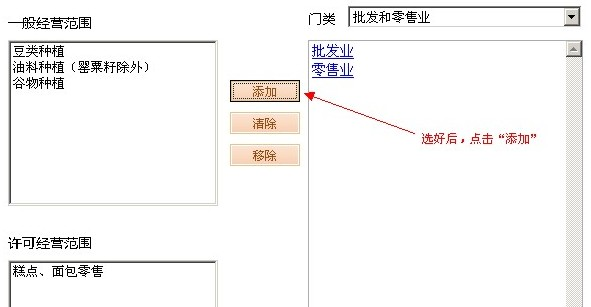 一般经营范围
门类 批发和零售业
豆类种植
油料种植（罂粟籽除外）
谷物种植
添加
清除
移除
批发业
零售业
选好后，点击“添加”
许可经营范围
糕点、面包零售